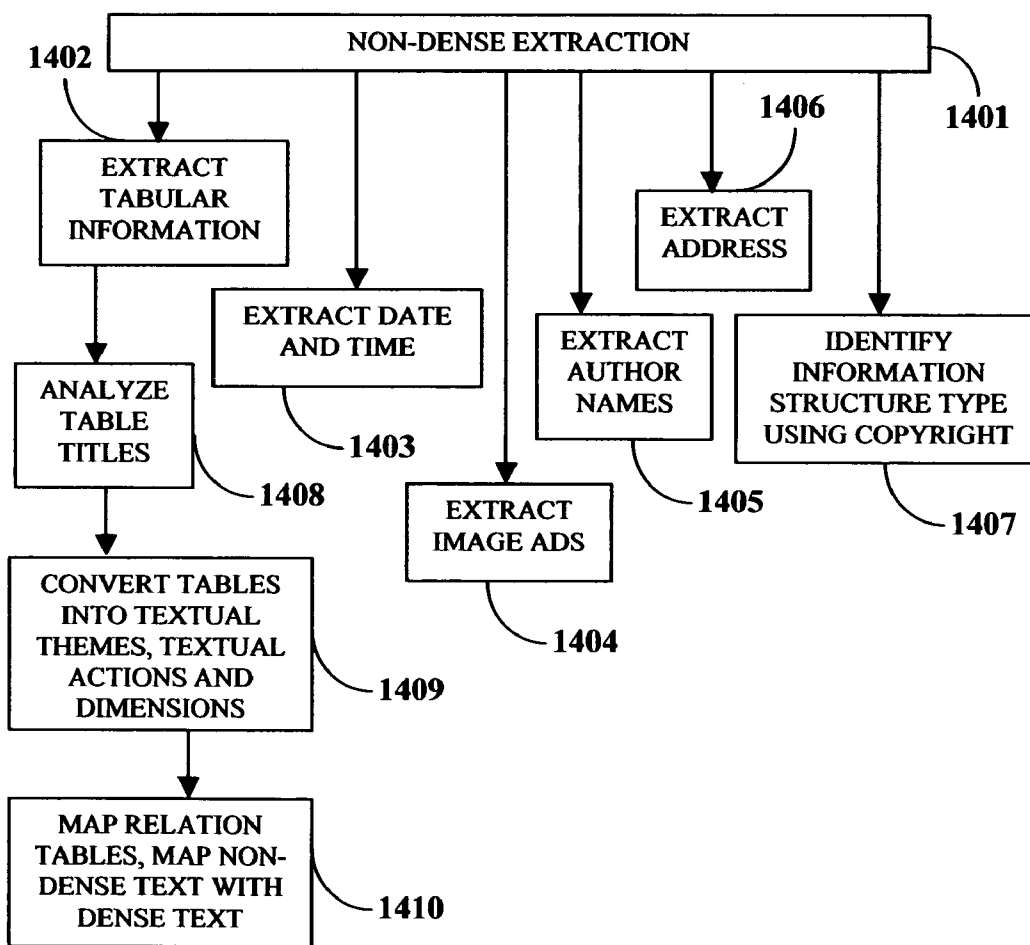 NON-DENSE EXTRACTION
1401
1402
EXTRACT
TABULAR
INFORMATION
1406
EXTRACT
ADDRESS
EXTRACT DATE
AND TIME
1403
EXTRACT
AUTHOR
NAMES
1405
IDENTIFY
INFORMATION
STRUCTURE TYPE
USING COPYRIGHT
1407
ANALYZE
TABLE
TITLES
1408
EXTRACT
IMAGE ADS
1404
CONVERT TABLES
INTO TEXTUAL
THEMES, TEXTUAL
ACTIONS AND
DIMENSIONS
1409
MAP RELATION
TABLES, MAP NON-
DENSE TEXT WITH
DENSE TEXT
1410